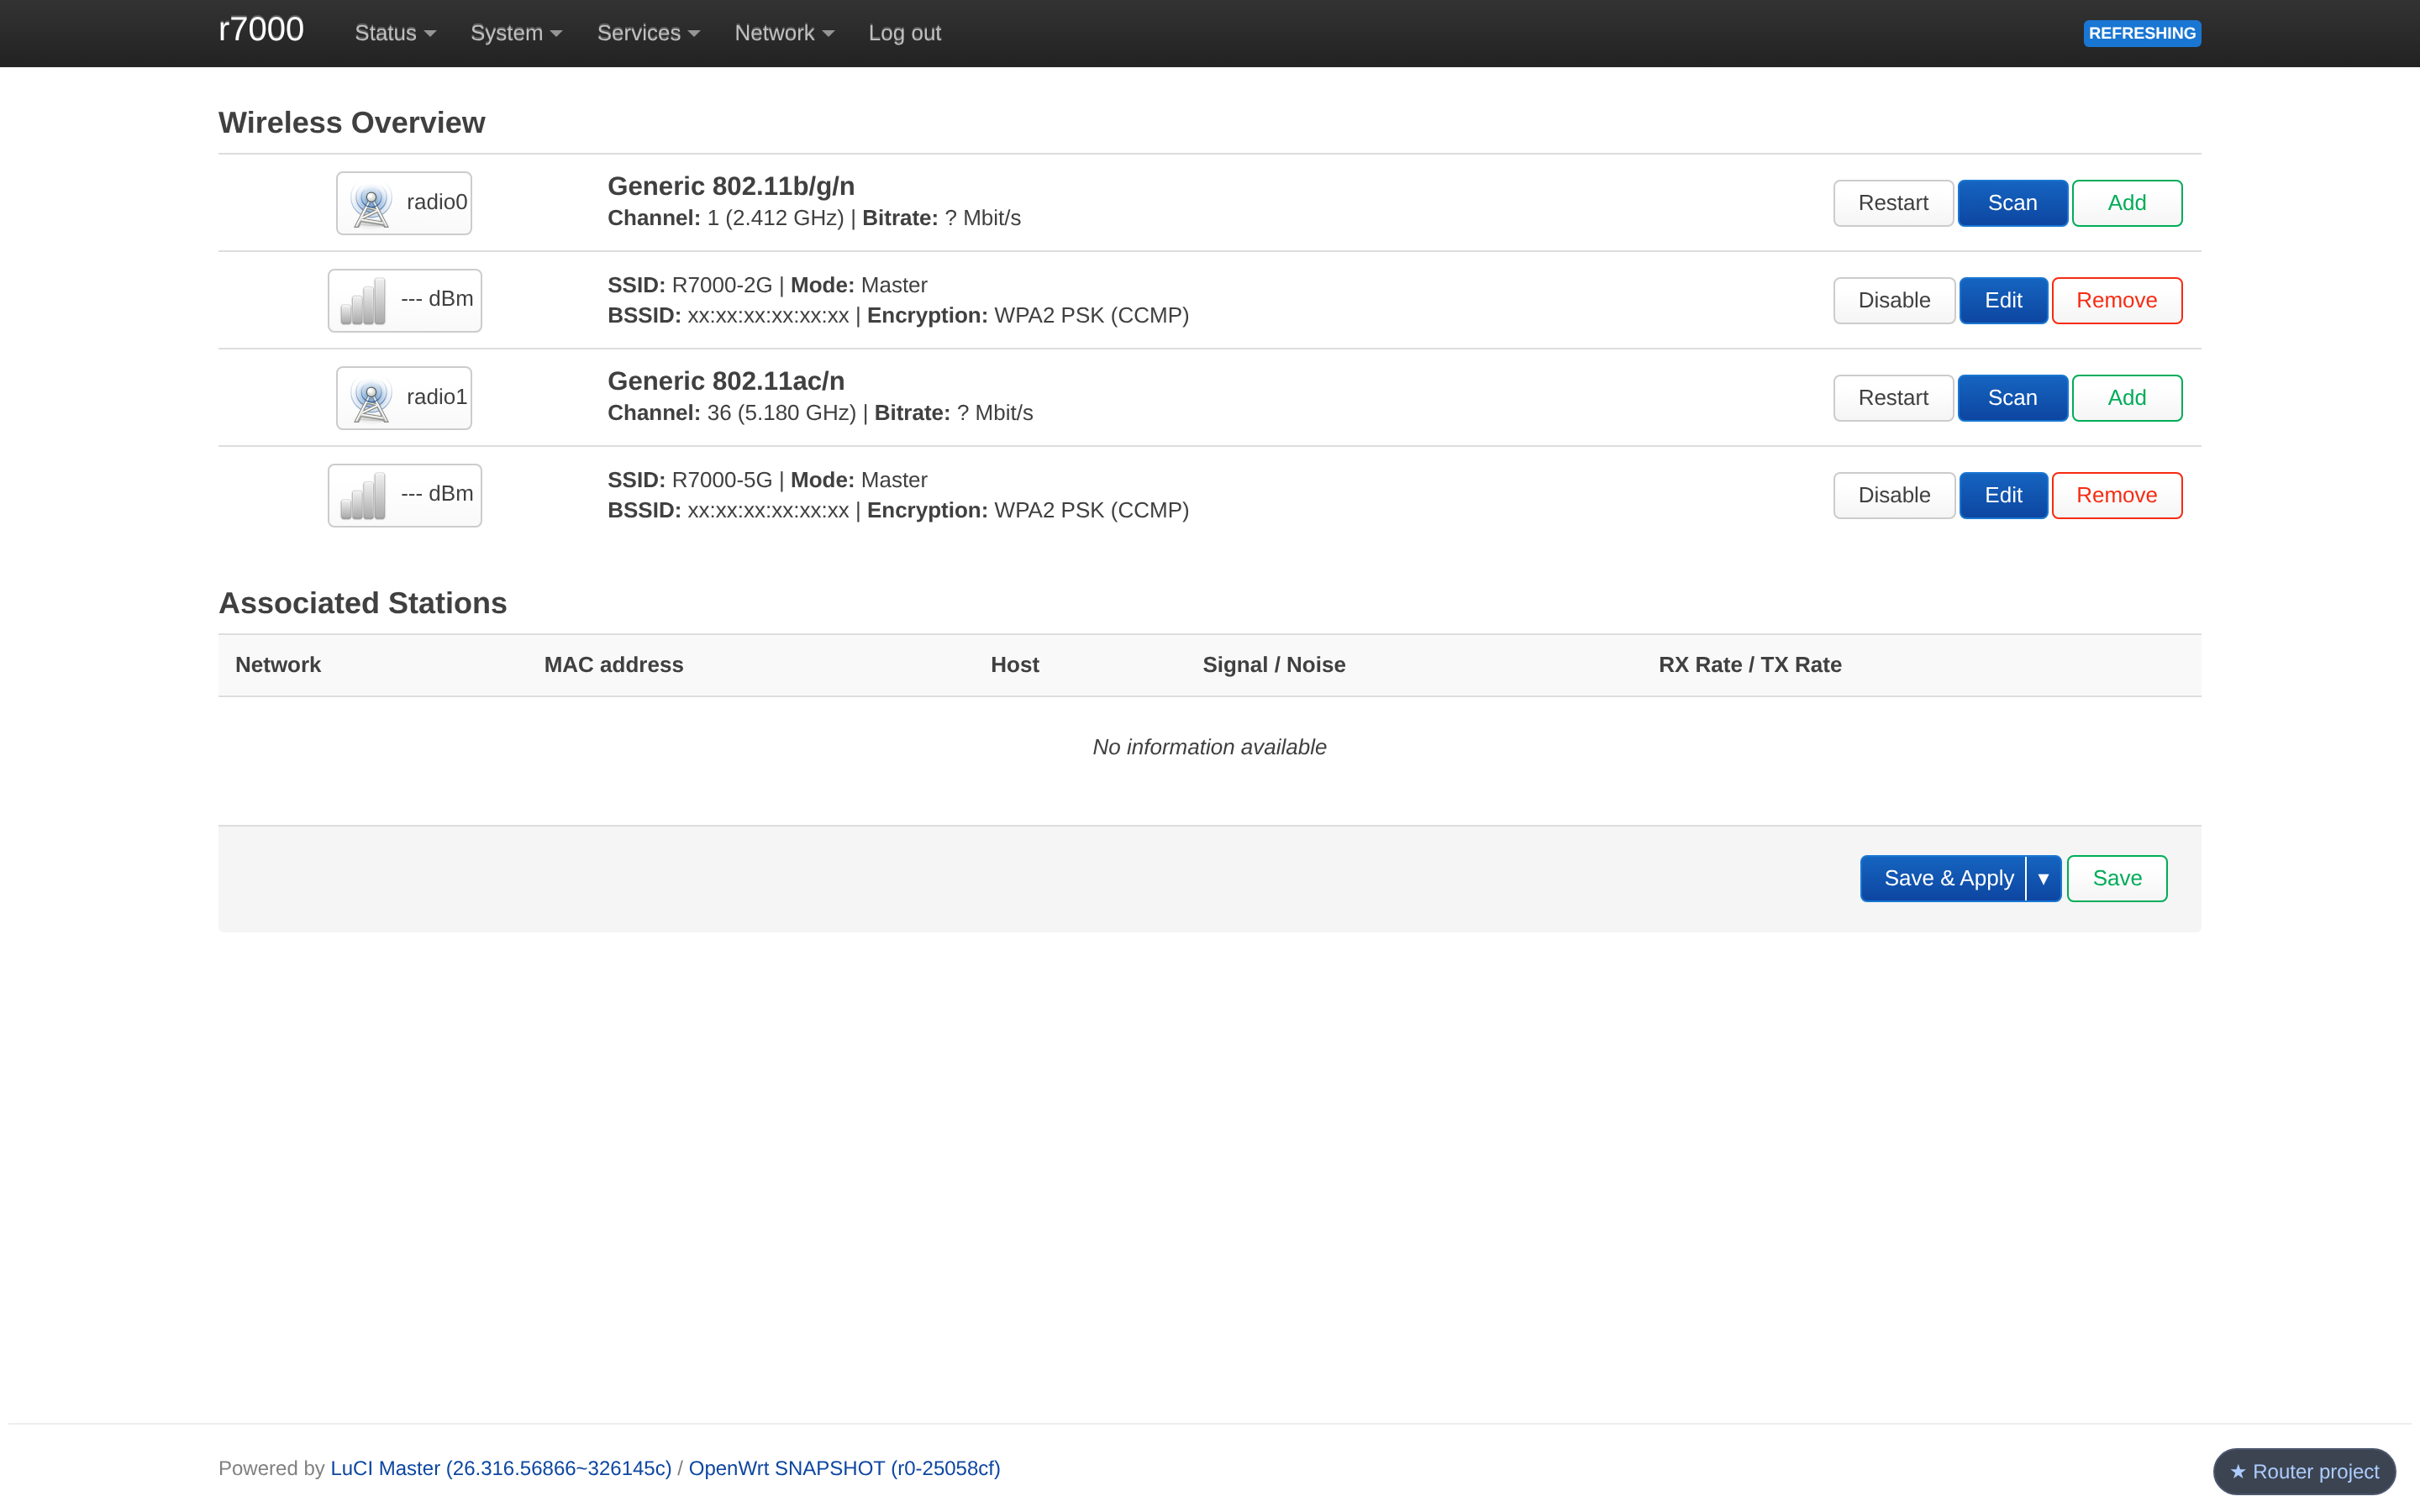 r7000 Status System Services Network Log out REFRESHING
Wireless Overview
radio0
Generic 802.11b/g/n
Channel: 1 (2.412 GHz) | Bitrate: ? Mbit/s
Restart Scan Add
--- dBm
SSID: R7000-2G | Mode: Master
BSSID: xx:xx:xx:xx:xx:xx | Encryption: WPA2 PSK (CCMP)
Disable Edit Remove
radio1
Generic 802.11ac/n
Channel: 36 (5.180 GHz) | Bitrate: ? Mbit/s
Restart Scan Add
--- dBm
SSID: R7000-5G | Mode: Master
BSSID: xx:xx:xx:xx:xx:xx | Encryption: WPA2 PSK (CCMP)
Disable Edit Remove
Associated Stations
Network MAC address Host Signal / Noise RX Rate / TX Rate
No information available
Save & Apply ▼ Save
Powered by LuCI Master (26.316.56866~326145c) / OpenWrt SNAPSHOT (r0-25058cf)
★ Router project